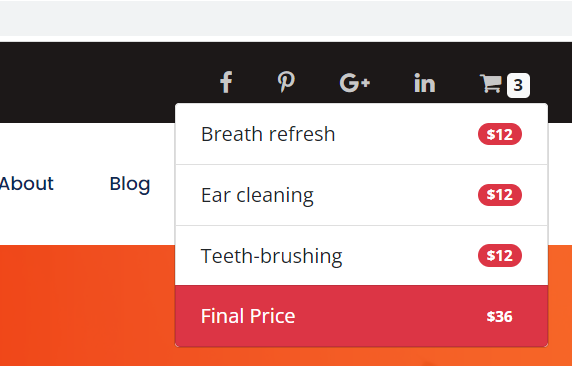 3
Breath refresh $12
Ear cleaning $12
About Blog
Teeth-brushing $12
Final Price $36